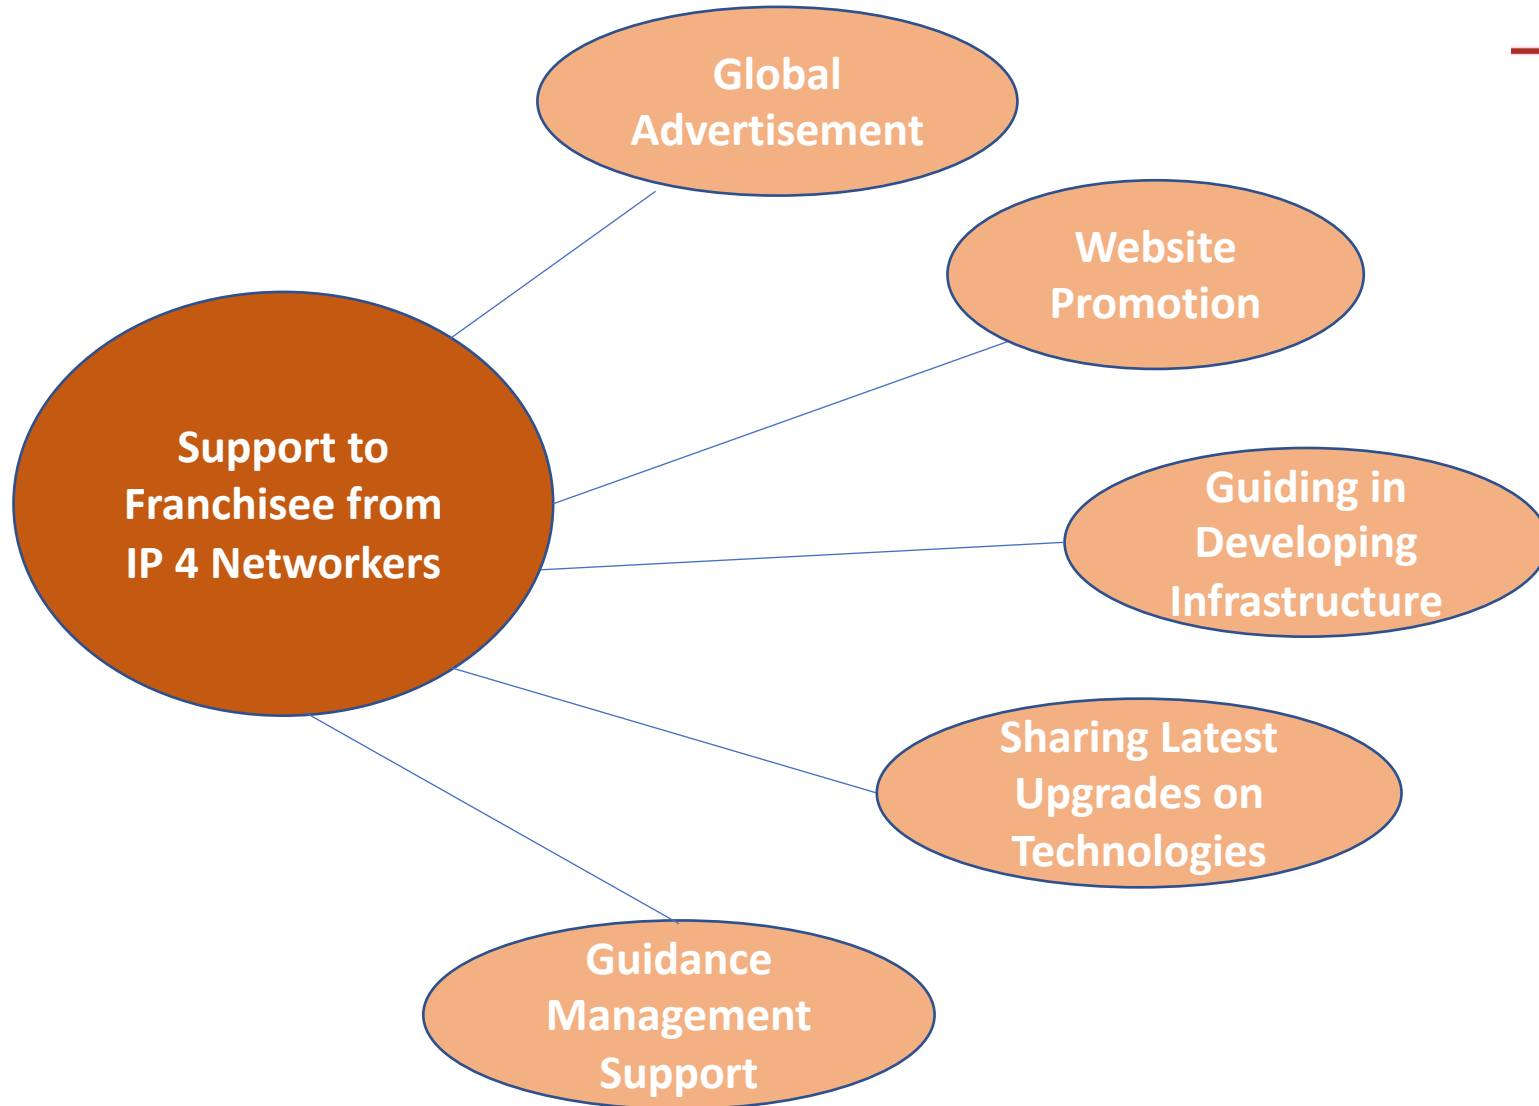 Global
Advertisement
Website
Promotion
Support to
Franchisee from
IP 4 Networkers
Guiding in
Developing
Infrastructure
Sharing Latest
Upgrades on
Technologies
Guidance
Management
Support